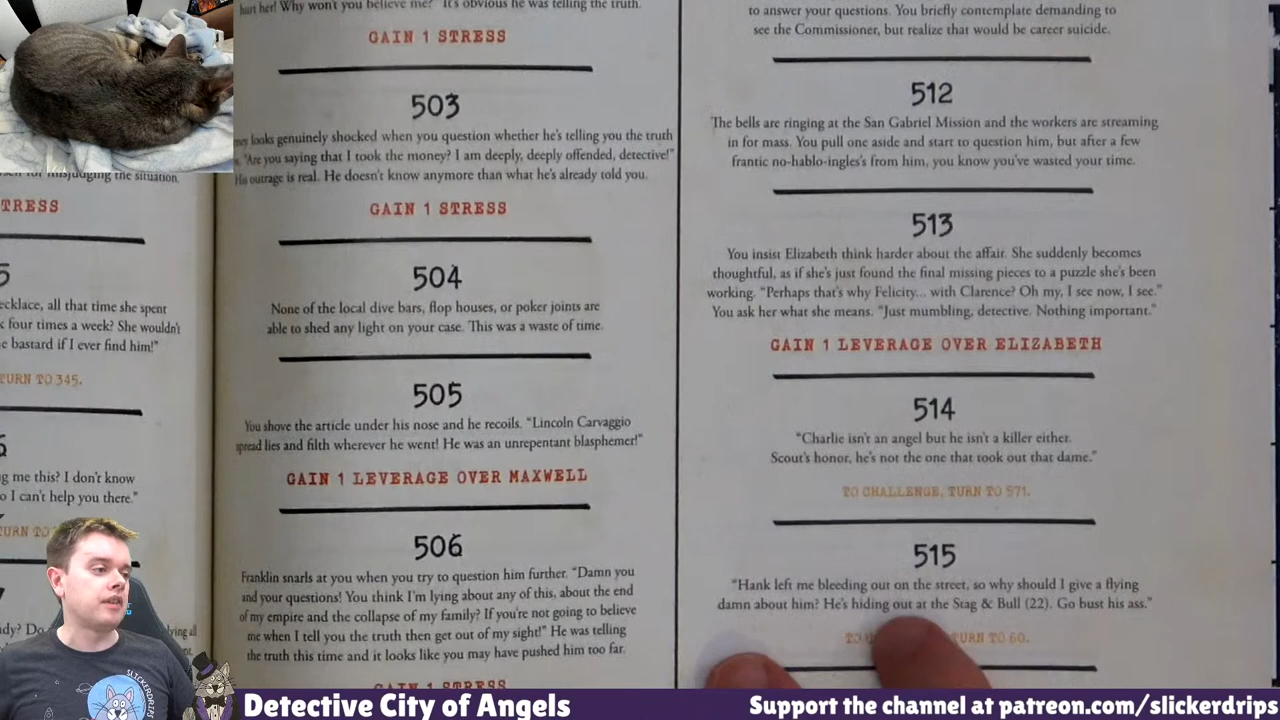 self for misjudging the situation.
TRESS
ecklace, all that time she spent
k four times a week? She wouldn't
e bastard if I ever find him!"
TURN TO 345.
g me this? I don't know
o I can't help you there."
hurt her! Why won't you believe me?" It's obvious he was telling the truth.
GAIN 1 STRESS
503
looks genuinely shocked when you question whether he's telling you the truth
"Are you saying that I took the money? I am deeply, deeply offended, detective!"
His outrage is real. He doesn't know anymore than what he's already told you.
GAIN 1 STRESS
504
None of the local dive bars, flop houses, or poker joints are
able to shed any light on your case. This was a waste of time.
505
You shove the article under his nose and he recoils. "Lincoln Carvaggio
spread lies and filth wherever he went! He was an unrepentant blasphemer!"
GAIN 1 LEVERAGE OVER MAXWELL
506
Franklin snarls at you when you try to question him further. "Damn you
and your questions! You think I'm lying about any of this, about the end
of my empire and the collapse of my family? If you're not going to believe
me when I tell you the truth then get out of my sight!" He was telling
the truth this time and it looks like you may have pushed him too far.
GAIN 1 STRESS
to answer your questions. You briefly contemplate demanding to
see the Commissioner, but realize that would be career suicide.
512
The bells are ringing at the San Gabriel Mission and the workers are streaming
in for mass. You pull one aside and start to question him, but after a few
frantic no-hablo-ingles's from him, you know you've wasted your time.
513
You insist Elizabeth think harder about the affair. She suddenly becomes
thoughtful, as if she's just found the final missing pieces to a puzzle she's been
working. "Perhaps that's why Felicity... with Clarence? Oh my, I see now, I see."
You ask her what she means. "Just mumbling, detective. Nothing important."
GAIN 1 LEVERAGE OVER ELIZABETH
514
"Charlie isn't an angel but he isn't a killer either.
Scout's honor, he's not the one that took out that dame."
TO CHALLENGE, TURN TO 571.
515
"Hank left me bleeding out on the street, so why should I give a flying
damn about him? He's hiding out at the Stag & Bull (22). Go bust his ass."
TURN TO 60.
SLICKERDRIPS
Detective City of Angels
Support the channel at patreon.com/slickerdrips